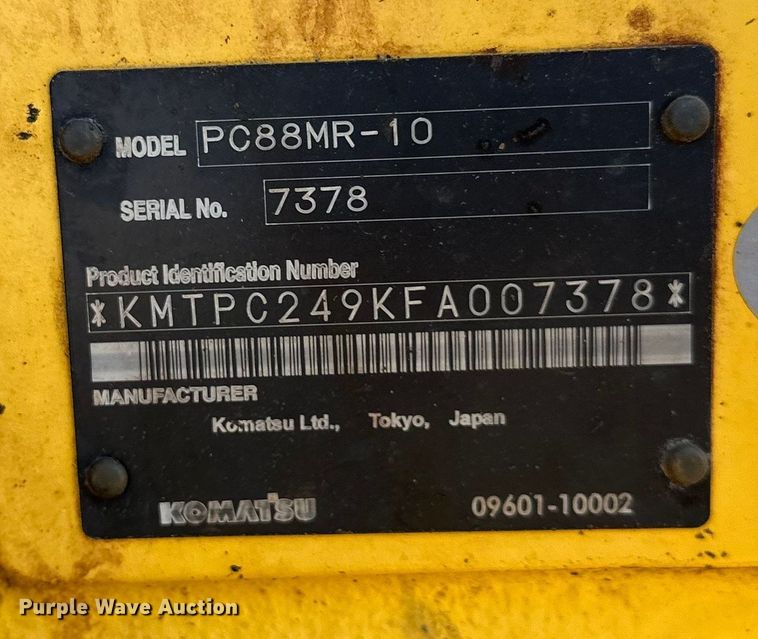 MODEL PC88MR-10
SERIAL No. 7378
Product Identification Number
*KMTPC249KFA007378*
MANUFACTURER
Komatsu Ltd., Tokyo, Japan
KOMATSU 09601-10002
Purple Wave Auction